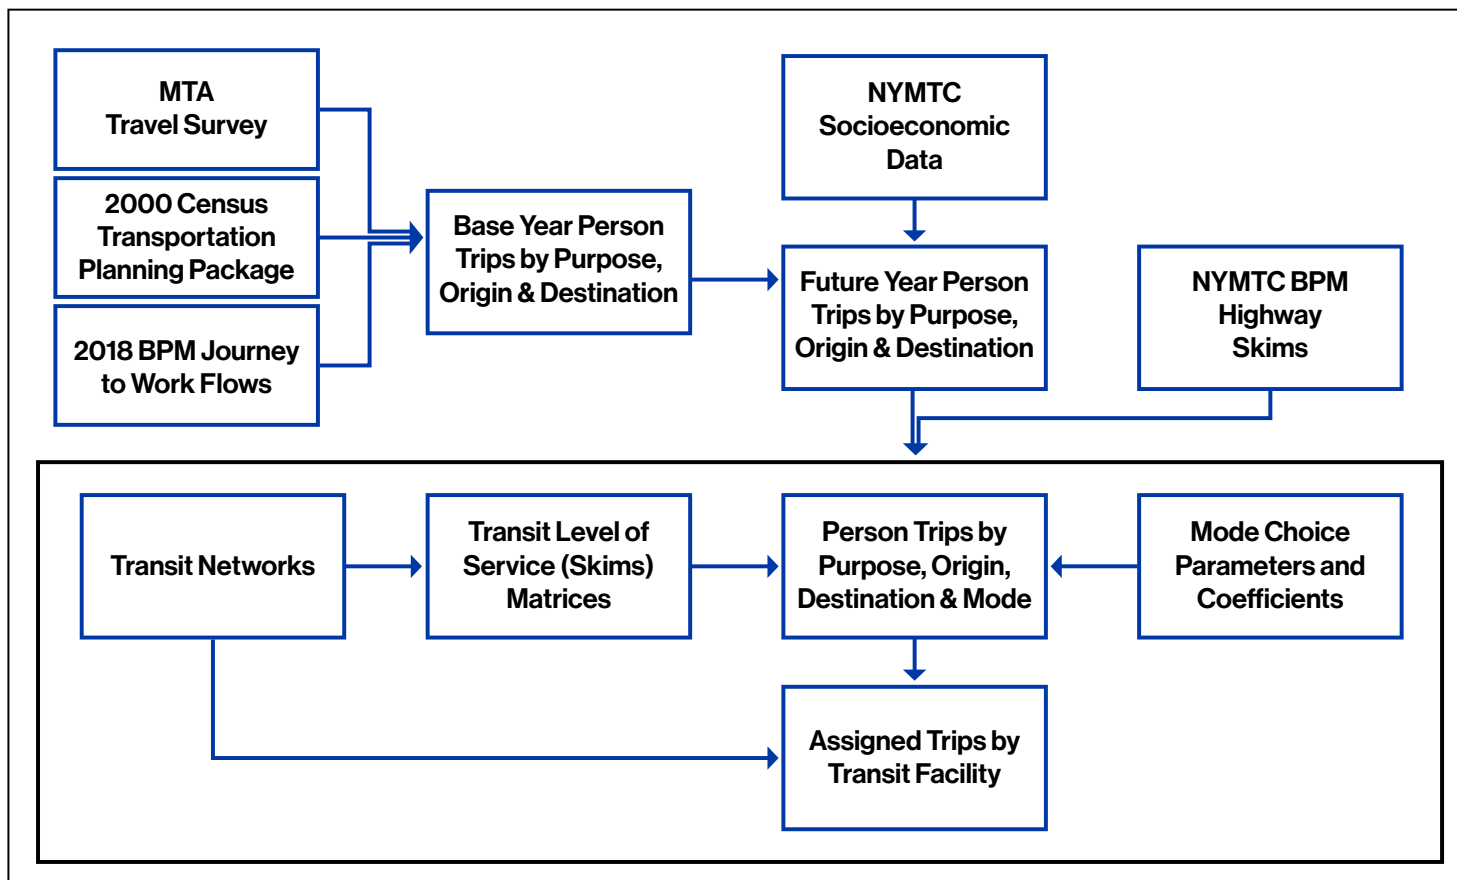 MTA
Travel Survey
2000 Census
Transportation
Planning Package
2018 BPM Journey
to Work Flows
Base Year Person
Trips by Purpose,
Origin & Destination
NYMTC
Socioeconomic
Data
Future Year Person
Trips by Purpose,
Origin & Destination
NYMTC BPM
Highway
Skims
Transit Networks
Transit Level of
Service (Skims)
Matrices
Person Trips by
Purpose, Origin,
Destination & Mode
Mode Choice
Parameters and
Coefficients
Assigned Trips by
Transit Facility